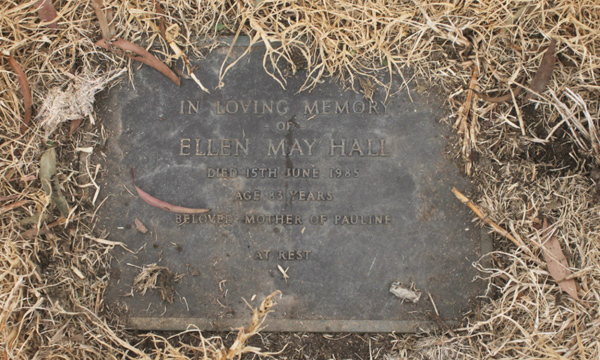 IN LOVING MEMORY
OF
ELLEN MAY HALL
DIED 15TH JUNE 1985
AGE 83 YEARS
BELOVED MOTHER OF PAULINE
AT REST